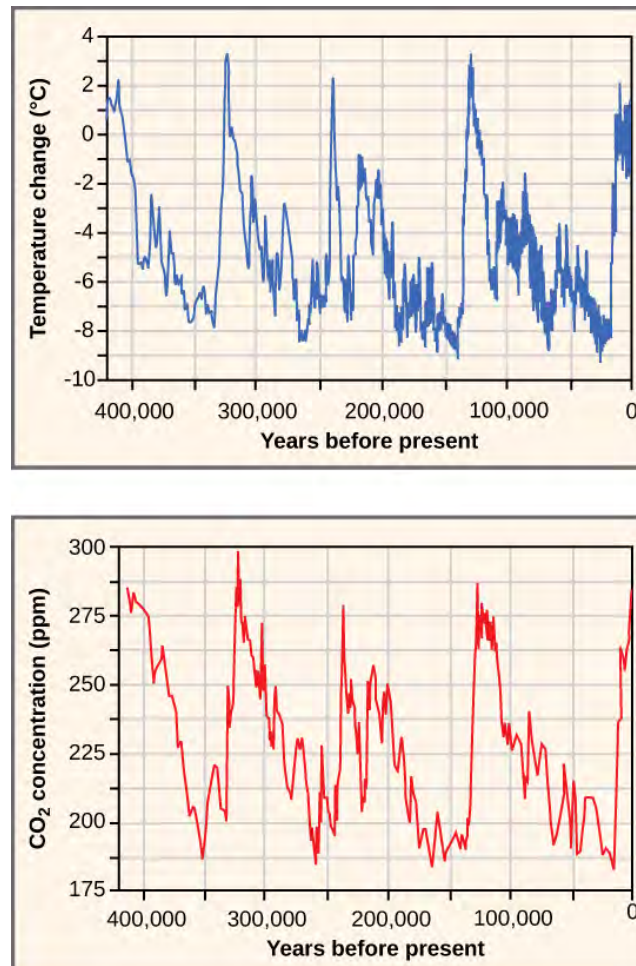 Temperature change (°C)
4
2
0
-2
-4
-6
-8
-10
400,000 300,000 200,000 100,000 0
Years before present
CO₂ concentration (ppm)
300
275
250
225
200
175
400,000 300,000 200,000 100,000 0
Years before present